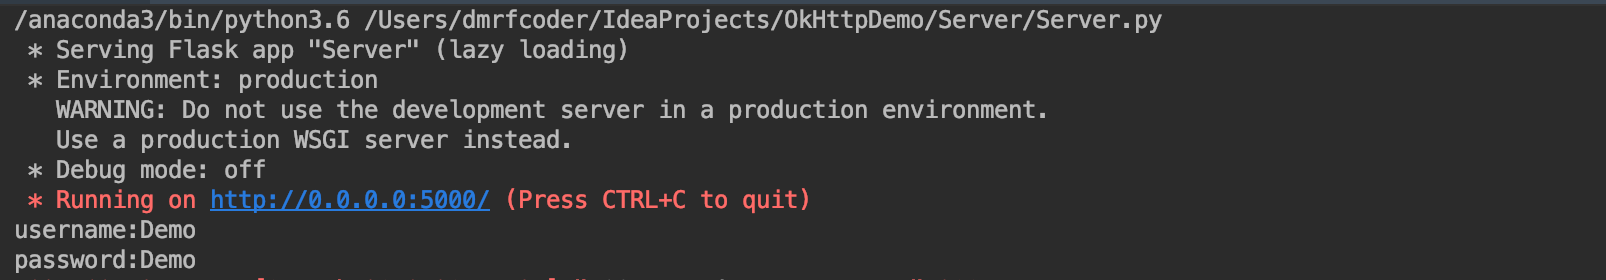 /anaconda3/bin/python3.6 /Users/dmrfcoder/IdeaProjects/OkHttpDemo/Server/Server.py
* Serving Flask app "Server" (lazy loading)
* Environment: production
WARNING: Do not use the development server in a production environment.
Use a production WSGI server instead.
* Debug mode: off
* Running on http://0.0.0.0:5000/ (Press CTRL+C to quit)
username:Demo
password:Demo